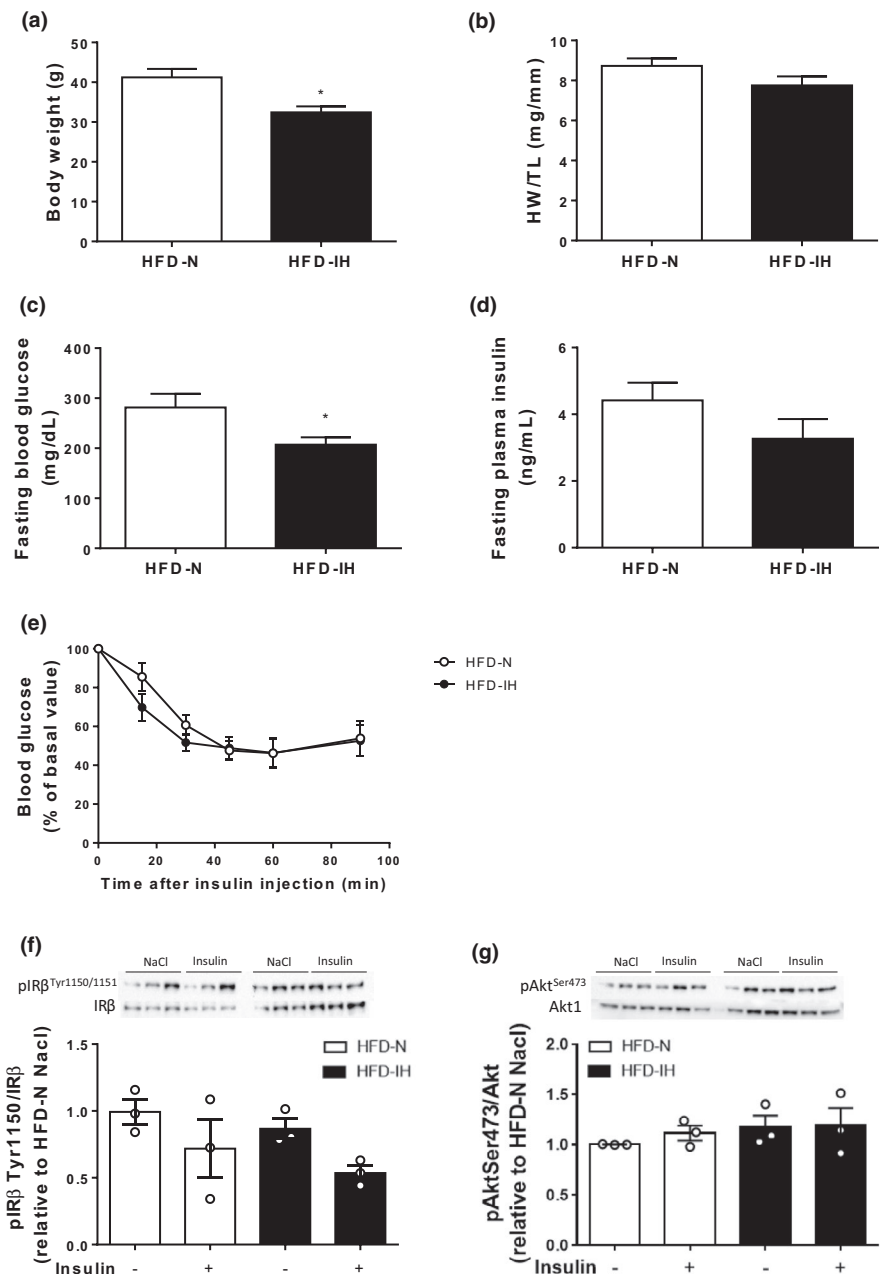 (a)
Body weight (g)
50
40
30
20
10
0
*
HFD-N
HFD-IH
(b)
HW/TL (mg/mm)
10
8
6
4
2
0
HFD-N
HFD-IH
(c)
Fasting blood glucose
(mg/dL)
400
300
200
100
0
*
HFD-N
HFD-IH
(d)
Fasting plasma insulin
(ng/mL)
6
4
2
0
HFD-N
HFD-IH
(e)
Blood glucose
(% of basal value)
100
80
60
40
20
0
0 20 40 60 80 100
Time after insulin injection (min)
HFD-N
HFD-IH
(f)
NaCl Insulin NaCl Insulin
pIRβTyr1150/1151
IRβ
pIRβ Tyr1150/IRβ
(relative to HFD-N Nacl)
1.5
1.0
0.5
0.0
HFD-N
HFD-IH
Insulin - + - +
(g)
NaCl Insulin NaCl Insulin
pAktSer473
Akt1
pAktSer473/Akt
(relative to HFD-N Nacl)
2.0
1.5
1.0
0.5
0.0
HFD-N
HFD-IH
Insulin - + - +